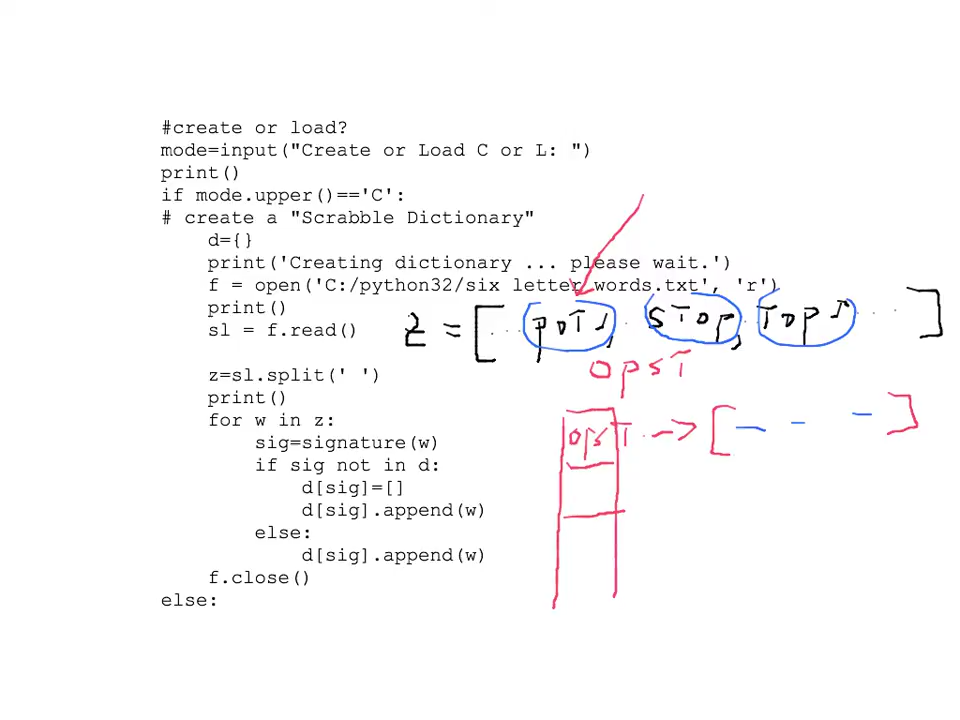 #create or load?
mode=input("Create or Load C or L: ")
print()
if mode.upper()=='C':
# create a "Scrabble Dictionary"
d={}
print('Creating dictionary ... please wait.')
f = open('C:/python32/six letter words.txt', 'r')
print()
sl = f.read()
z = [ ... POTS, . STOP, TOPS .... ]
OPST
z=sl.split(' ')
print()
for w in z:
sig=signature(w)
OPST --> [ — – – ]
if sig not in d:
d[sig]=[]
d[sig].append(w)
else:
d[sig].append(w)
f.close()
else: